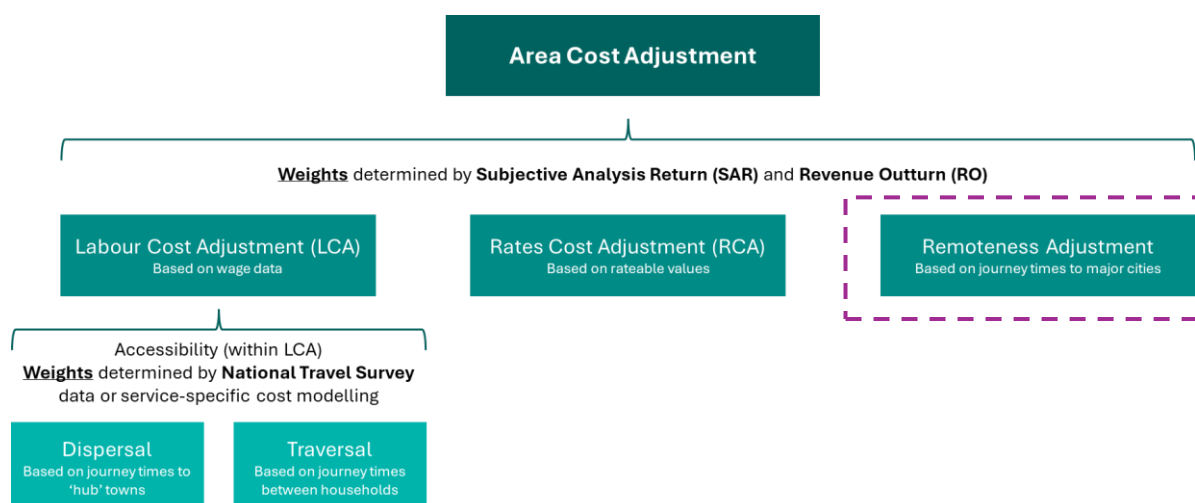 Area Cost Adjustment
Weights determined by Subjective Analysis Return (SAR) and Revenue Outturn (RO)
Labour Cost Adjustment (LCA)
Based on wage data
Rates Cost Adjustment (RCA)
Based on rateable values
Remoteness Adjustment
Based on journey times to major cities
Accessibility (within LCA)
Weights determined by National Travel Survey
data or service-specific cost modelling
Dispersal
Based on journey times to
‘hub’ towns
Traversal
Based on journey times
between households